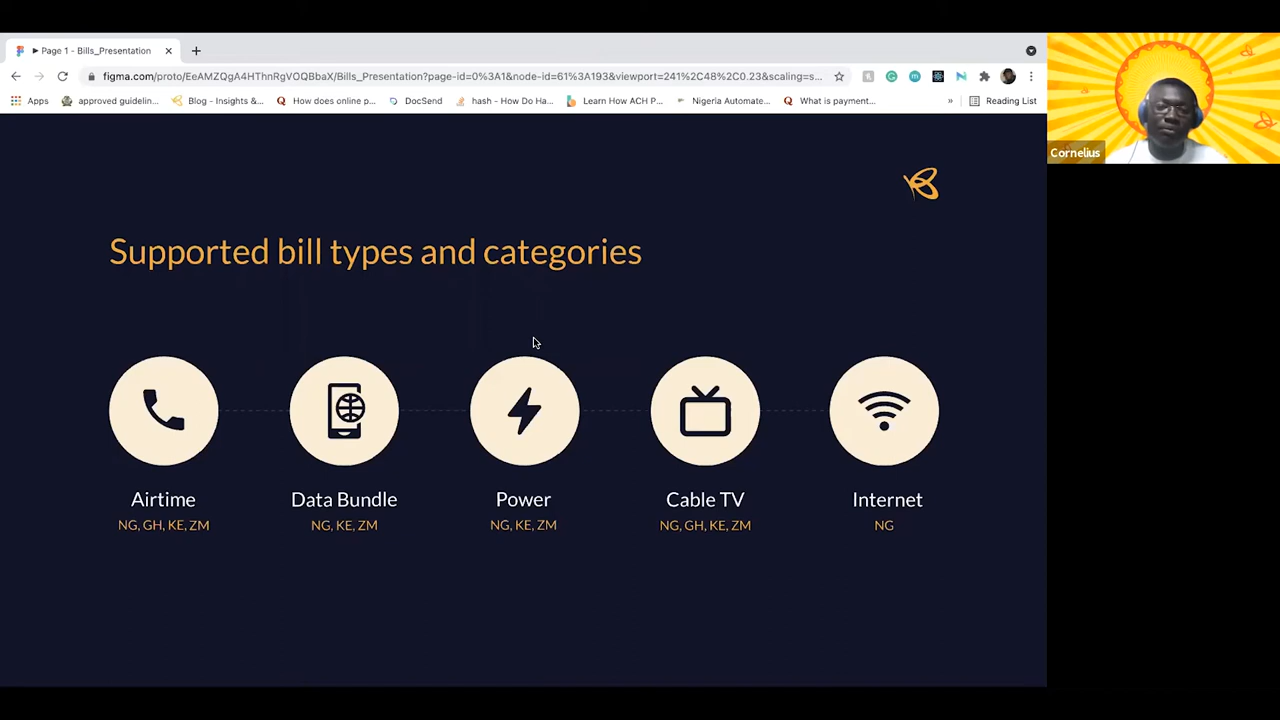 Page 1 - Bills_Presentation
figma.com/proto/EeAMZQgA4HThnRgVOQBbaX/Bills_Presentation?page-id=0%3A1&node-id=61%3A193&viewport=241%2C48%2C0.23&scaling=s...
Apps
approved guidelin...
Blog - Insights &...
How does online p...
DocSend
hash - How Do Ha...
Learn How ACH P...
Nigeria Automate...
What is payment...
»
Reading List
Cornelius
Supported bill types and categories
Airtime
NG, GH, KE, ZM
Data Bundle
NG, KE, ZM
Power
NG, KE, ZM
Cable TV
NG, GH, KE, ZM
Internet
NG